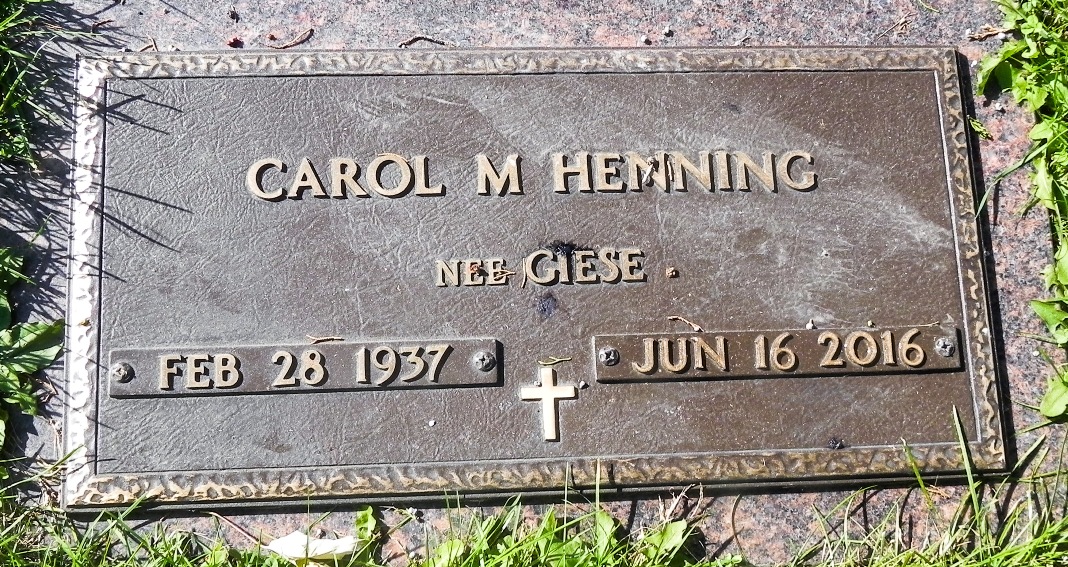 CAROL M HENNING
NEE GIESE
FEB 28 1937
JUN 16 2016